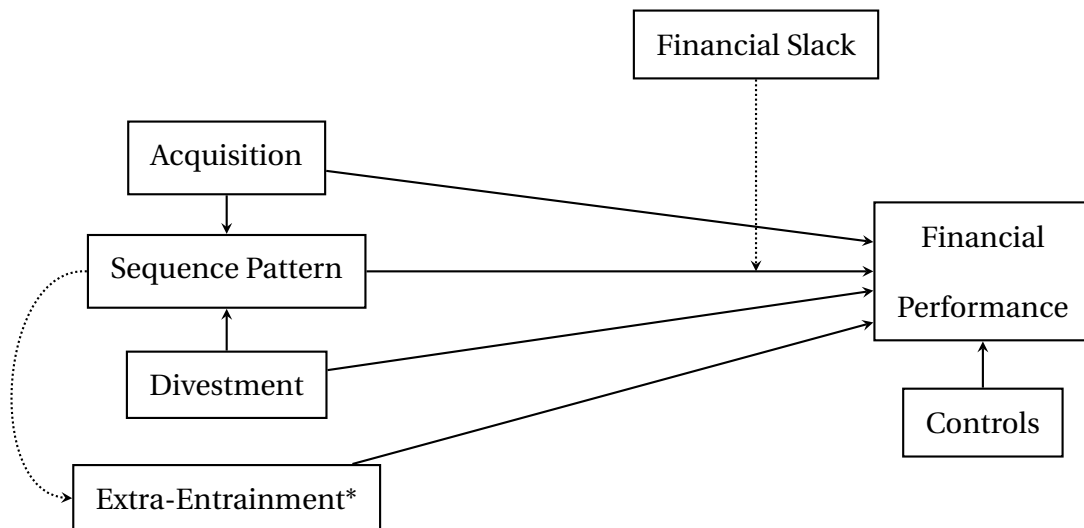 Financial Slack
Acquisition
Sequence Pattern
Divestment
Extra-Entrainment*
Financial
Performance
Controls